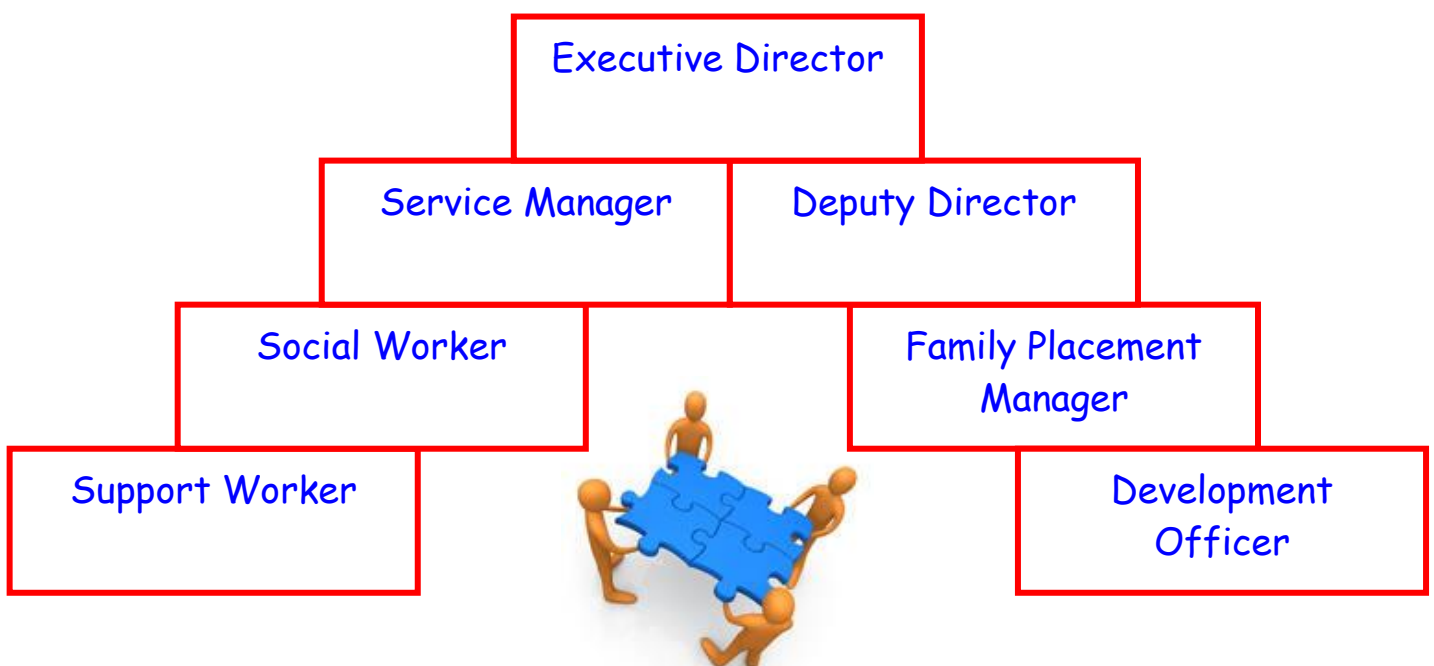 Executive Director
Service Manager
Deputy Director
Social Worker
Family Placement
Manager
Support Worker
Development
Officer